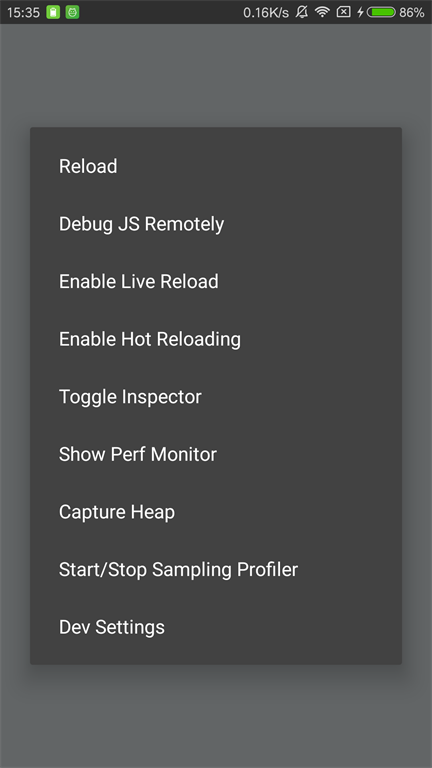 15:35 0.16K/s 86%
Reload
Debug JS Remotely
Enable Live Reload
Enable Hot Reloading
Toggle Inspector
Show Perf Monitor
Capture Heap
Start/Stop Sampling Profiler
Dev Settings